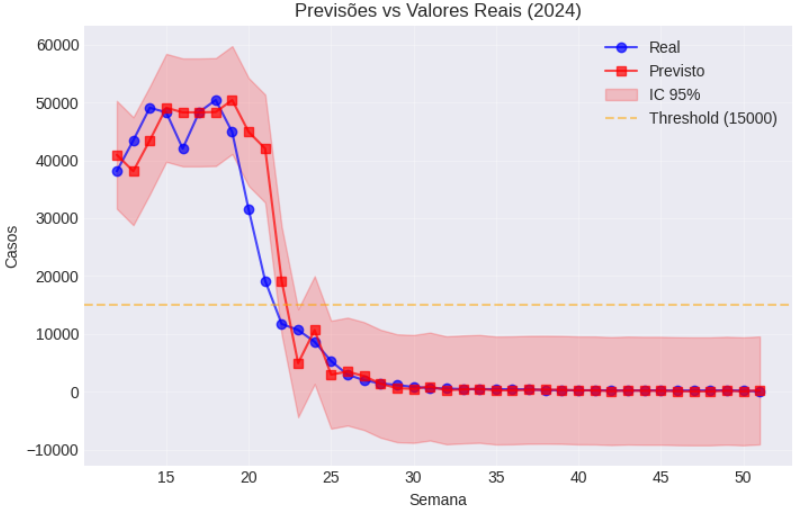 Previsões vs Valores Reais (2024)
Real
Previsto
IC 95%
Threshold (15000)
60000
50000
40000
30000
20000
10000
0
−10000
Casos
15
20
25
30
35
40
45
50
Semana